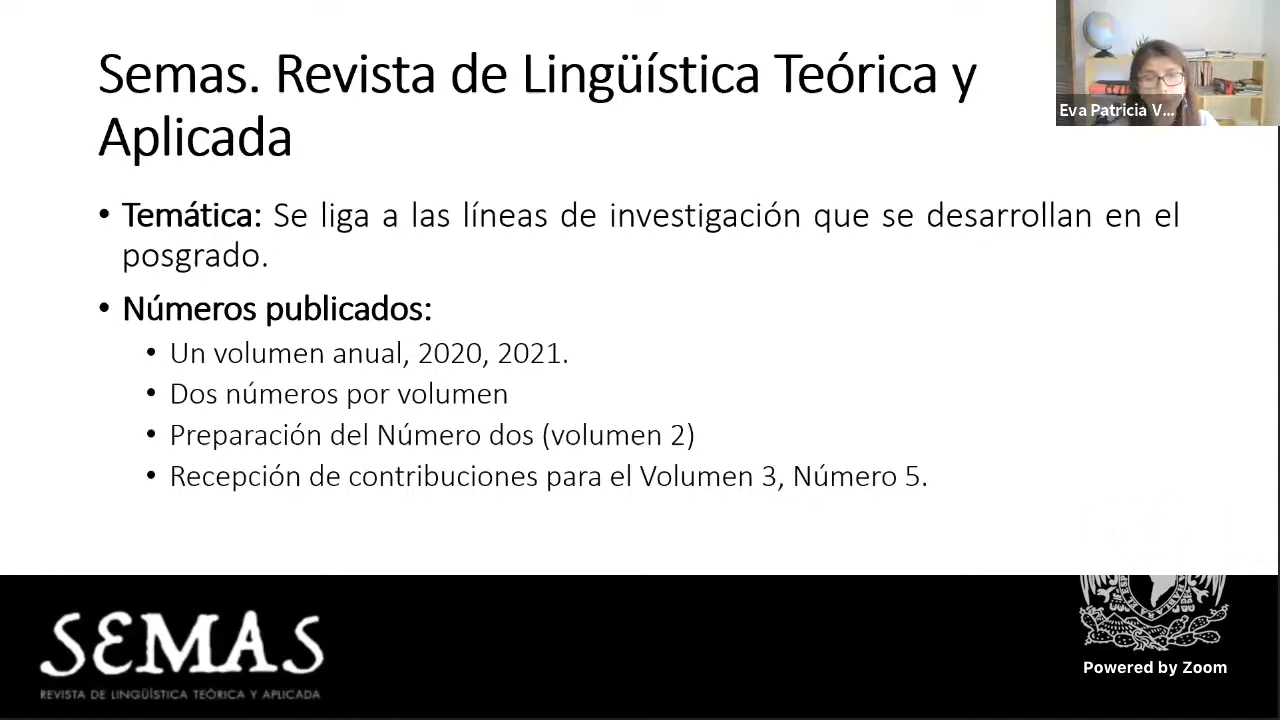 Semas. Revista de Lingüística Teórica y
Aplicada
Eva Patricia V...
• Temática: Se liga a las líneas de investigación que se desarrollan en el
posgrado.
• Números publicados:
• Un volumen anual, 2020, 2021.
• Dos números por volumen
• Preparación del Número dos (volumen 2)
• Recepción de contribuciones para el Volumen 3, Número 5.
SEMAS
REVISTA DE LINGÜÍSTICA TEÓRICA Y APLICADA
Powered by Zoom